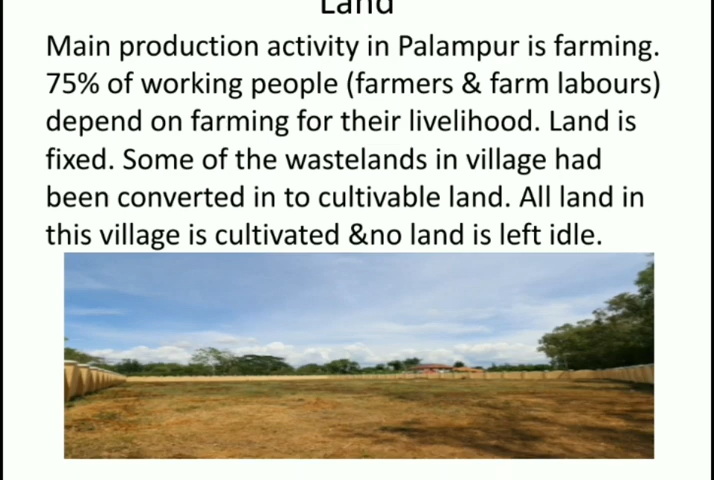 Land
Main production activity in Palampur is farming.
75% of working people (farmers & farm labours)
depend on farming for their livelihood. Land is
fixed. Some of the wastelands in village had
been converted in to cultivable land. All land in
this village is cultivated &no land is left idle.